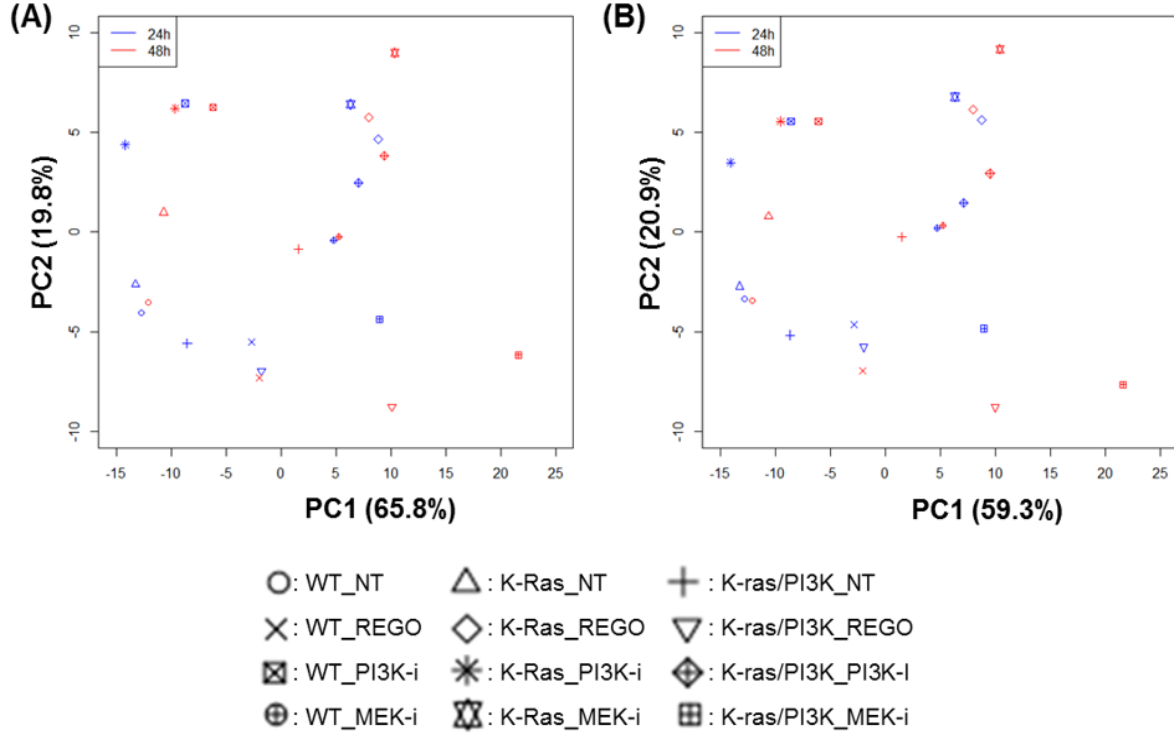 (A)
24h
48h
10
5
0
-5
-10
PC2 (19.8%)
-15 -10 -5 0 5 10 15 20 25
PC1 (65.8%)
(B)
24h
48h
10
5
0
-5
-10
PC2 (20.9%)
-15 -10 -5 0 5 10 15 20 25
PC1 (59.3%)
: WT_NT : K-Ras_NT : K-ras/PI3K_NT
: WT_REGO : K-Ras_REGO : K-ras/PI3K_REGO
: WT_PI3K-i : K-Ras_PI3K-i : K-ras/PI3K_PI3K-I
: WT_MEK-i : K-Ras_MEK-i : K-ras/PI3K_MEK-i